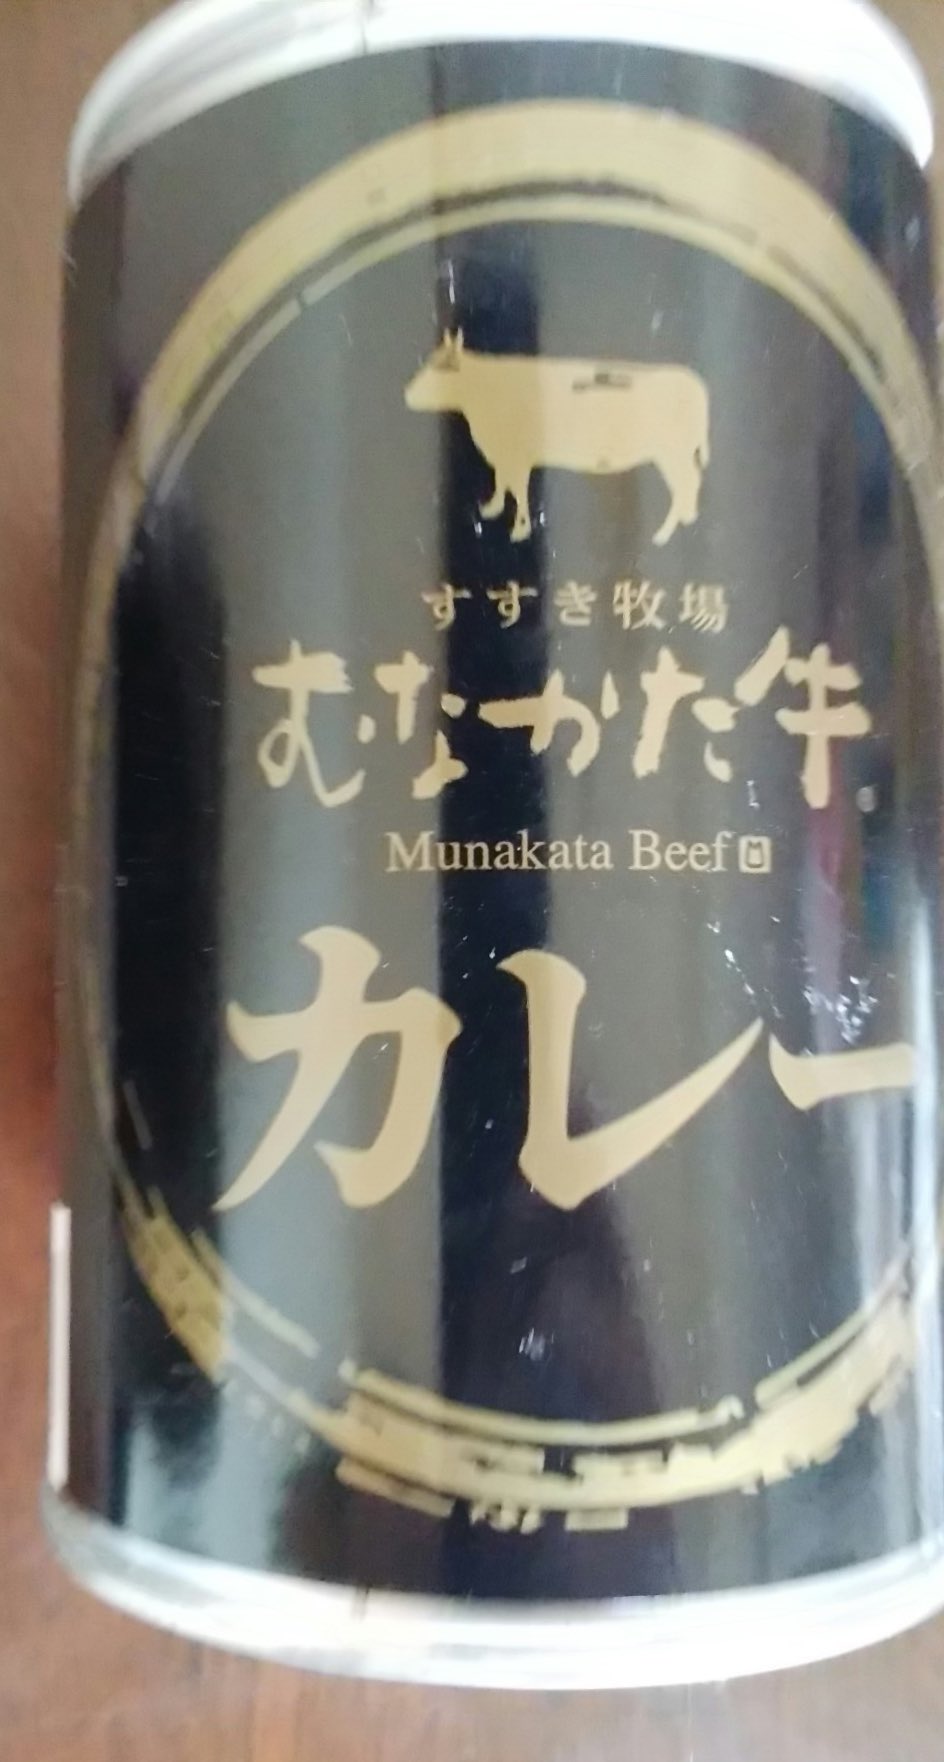 すすき牧場
むなかた牛
Munakata Beef
カレー